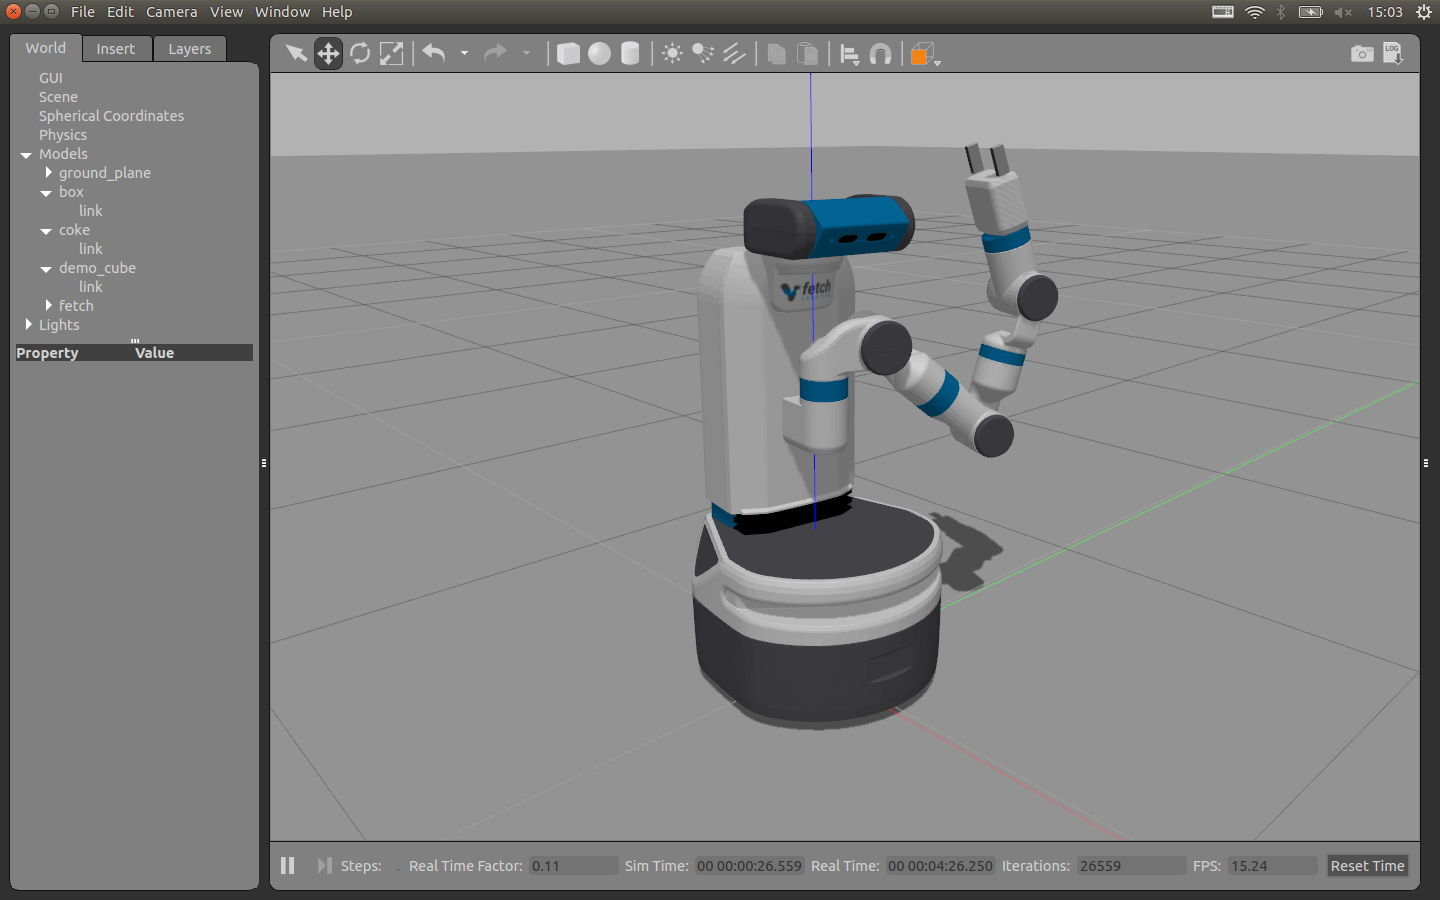 File Edit Camera View Window Help 15:03
World Insert Layers
LOG
GUI
Scene
Spherical Coordinates
Physics
Models
ground_plane
box
link
coke
link
demo_cube
link
fetch
Lights
Property Value
fetch
Steps: Real Time Factor: 0.11 Sim Time: 00 00:00:26.559 Real Time: 00 00:04:26.250 Iterations: 26559 FPS: 15.24 Reset Time